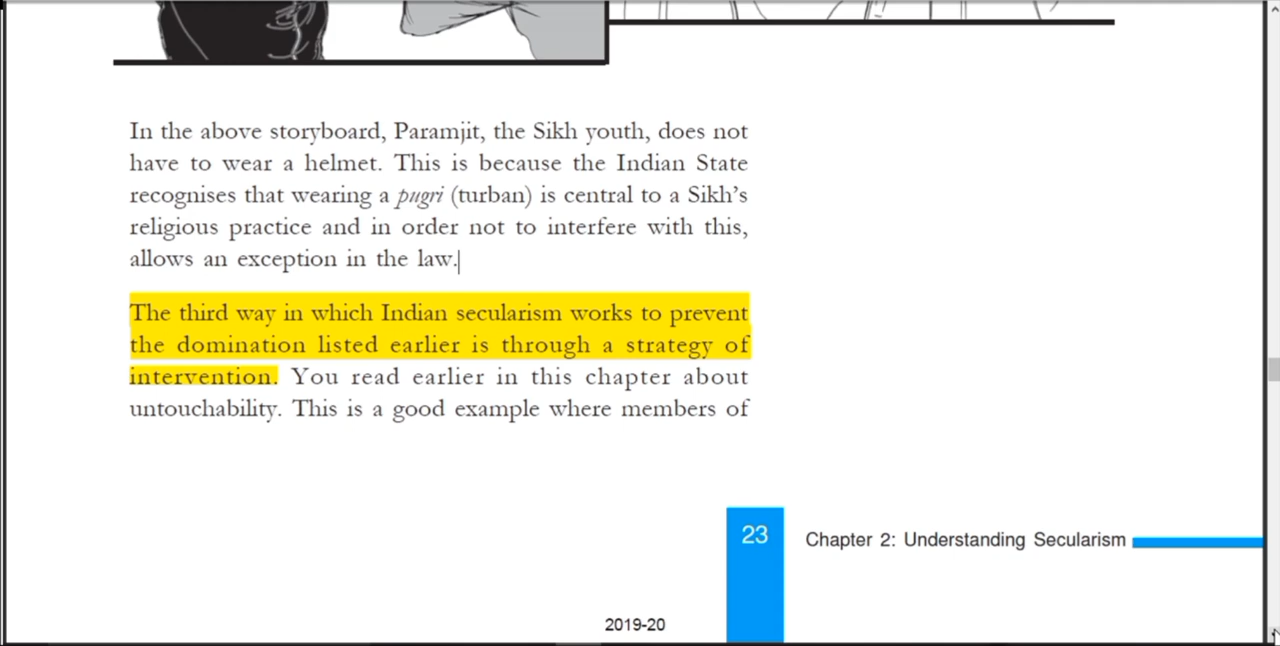 In the above storyboard, Paramjit, the Sikh youth, does not
have to wear a helmet. This is because the Indian State
recognises that wearing a pugri (turban) is central to a Sikh’s
religious practice and in order not to interfere with this,
allows an exception in the law.
The third way in which Indian secularism works to prevent
the domination listed earlier is through a strategy of
intervention. You read earlier in this chapter about
untouchability. This is a good example where members of
23
Chapter 2: Understanding Secularism
2019-20